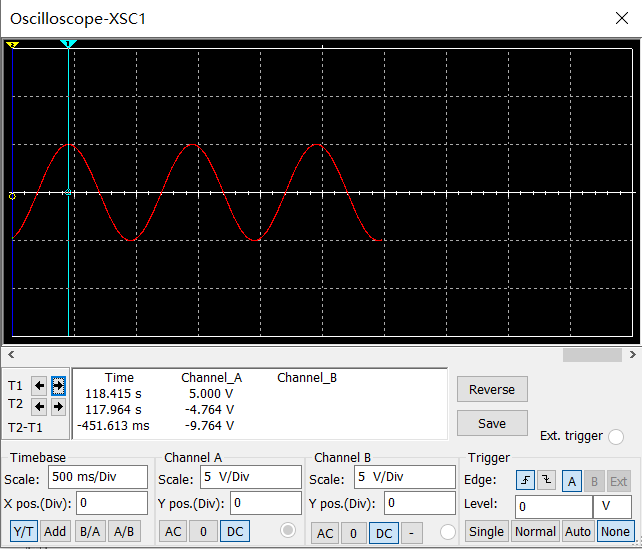 Oscilloscope-XSC1
2 1
T1
T2
T2-T1
Time Channel_A Channel_B
118.415 s 5.000 V
117.964 s -4.764 V
-451.613 ms -9.764 V
Reverse
Save
Ext. trigger
Timebase
Scale: 500 ms/Div
X pos.(Div): 0
Y/T Add B/A A/B
Channel A
Scale: 5 V/Div
Y pos.(Div): 0
AC 0 DC
Channel B
Scale: 5 V/Div
Y pos.(Div): 0
AC 0 DC -
Trigger
Edge: A B Ext
Level: 0 V
Single Normal Auto None